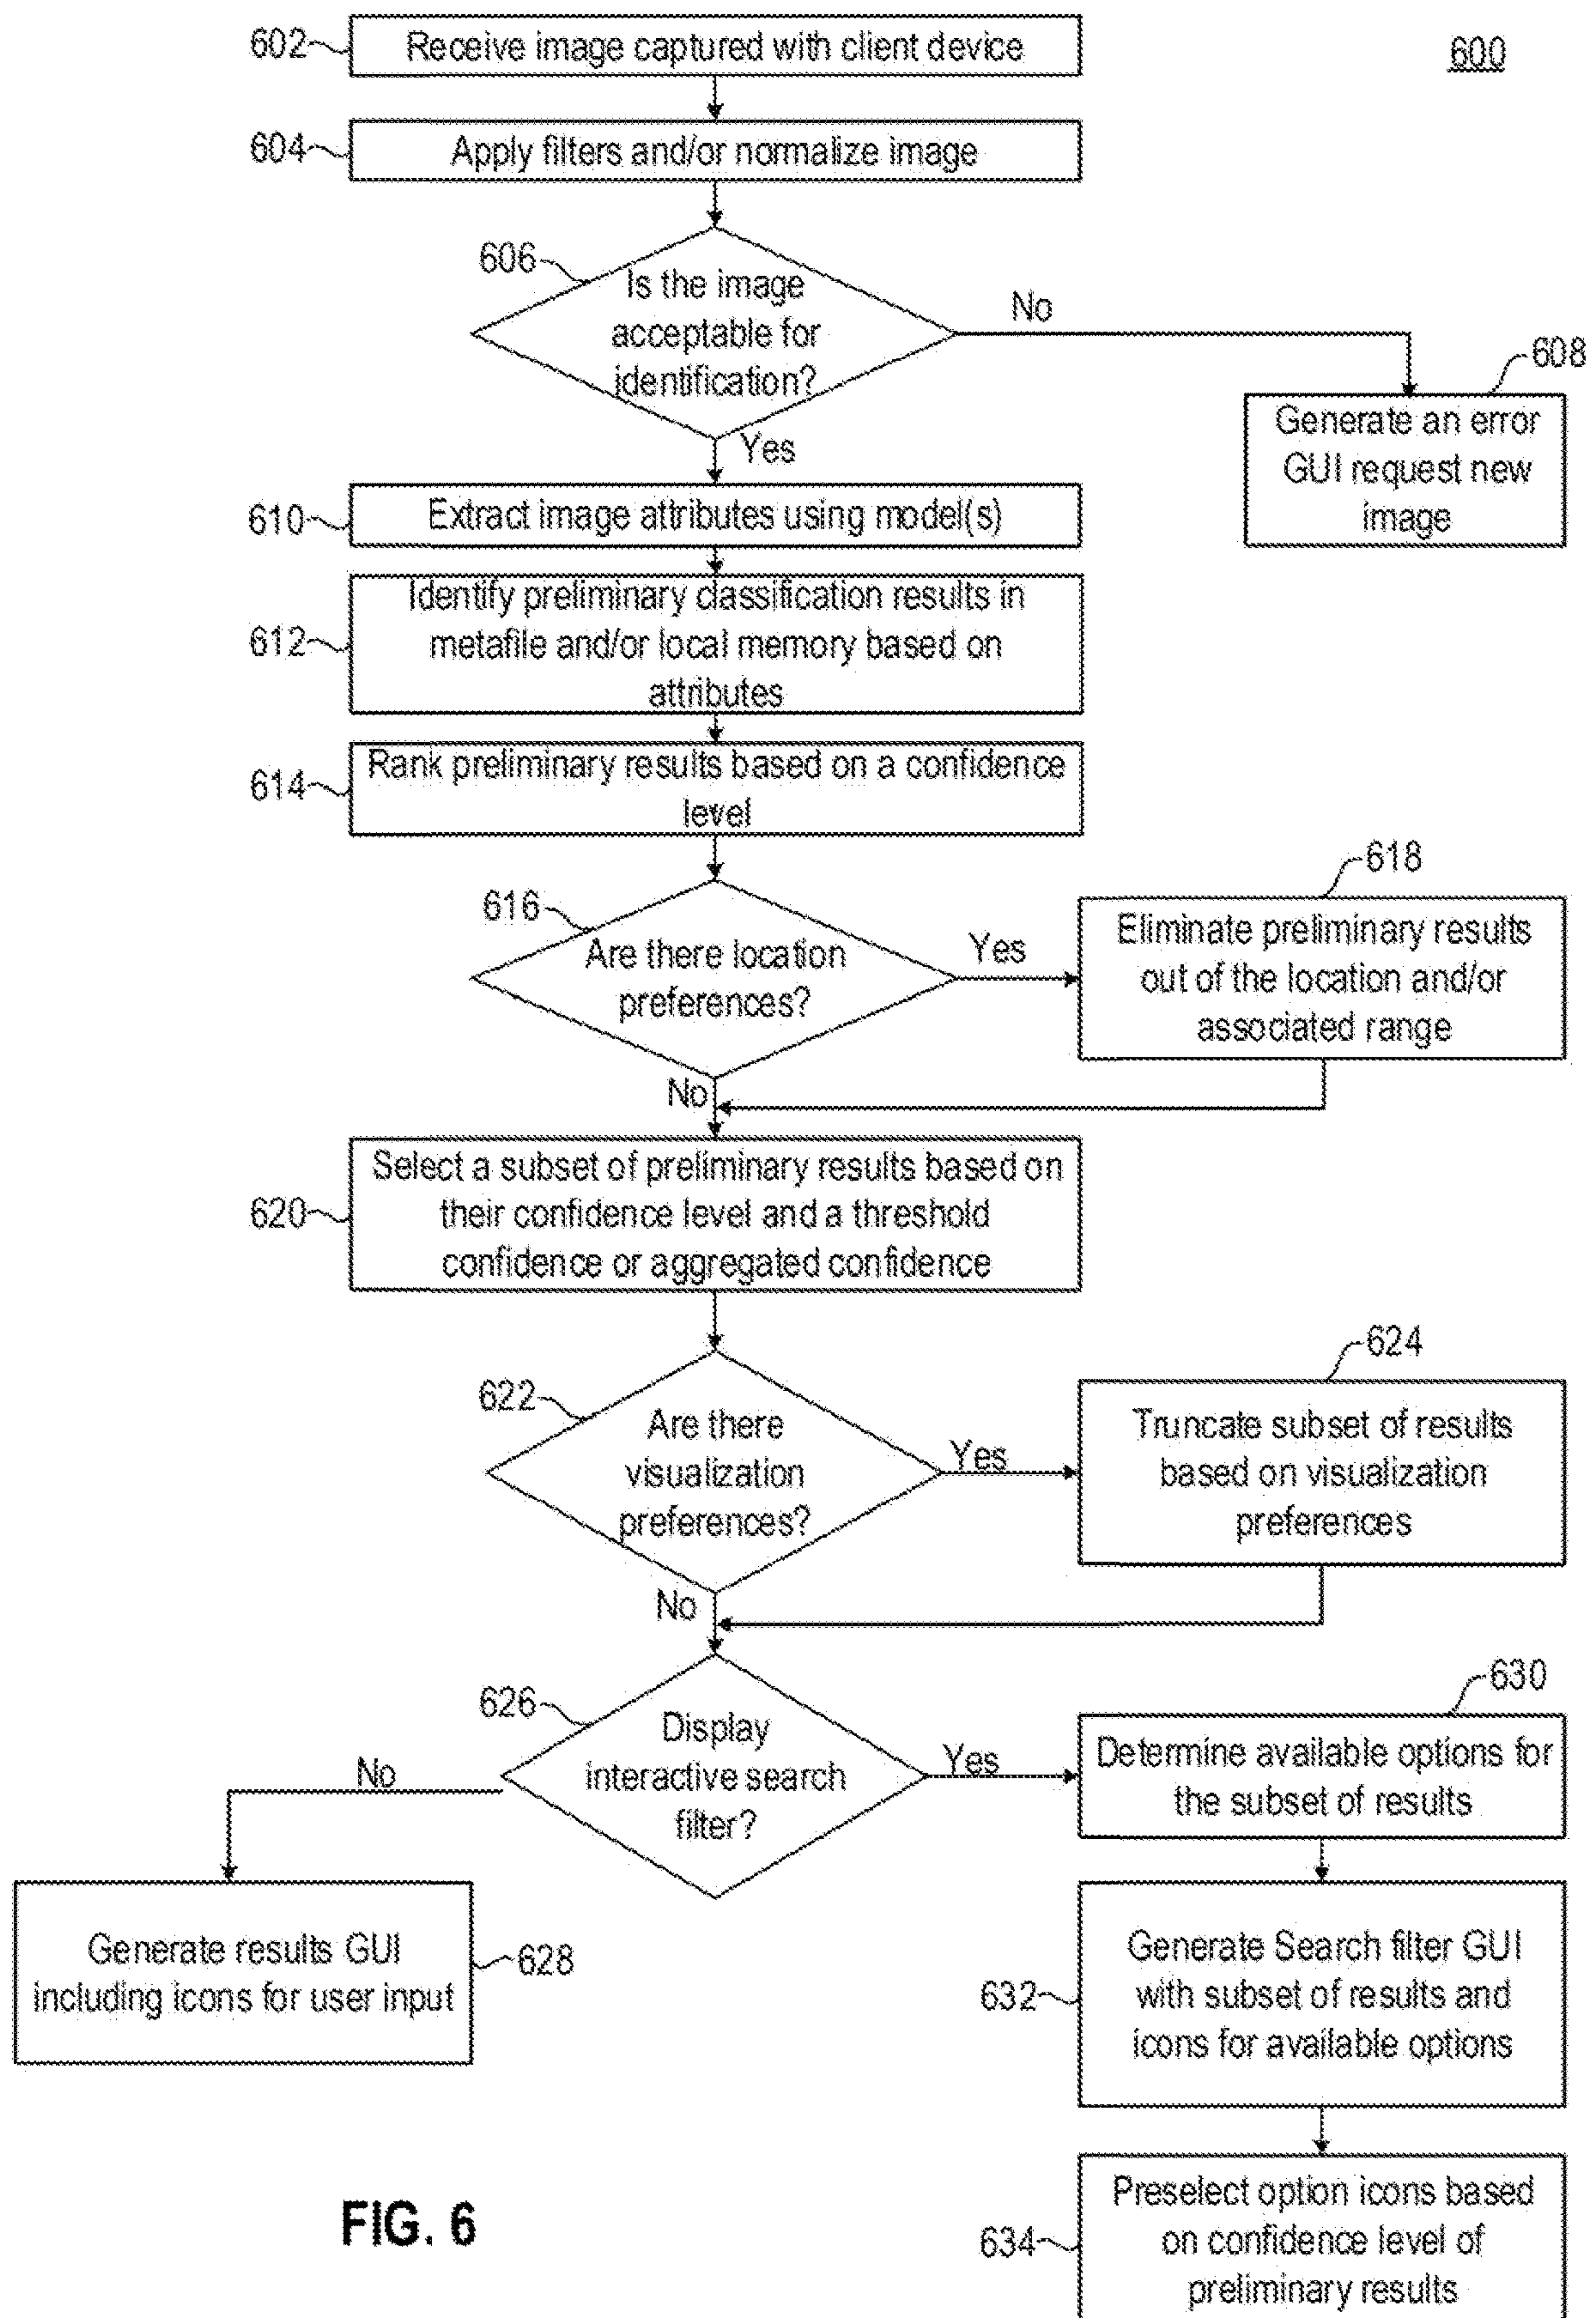 600
602
Receive image captured with client device
604
Apply filters and/or normalize image
606
Is the image
acceptable for
identification?
No
608
Generate an error
GUI request new
image
Yes
610
Extract image attributes using model(s)
612
Identify preliminary classification results in
metafile and/or local memory based on
attributes
614
Rank preliminary results based on a confidence
level
616
Are there location
preferences?
Yes
618
Eliminate preliminary results
out of the location and/or
associated range
No
620
Select a subset of preliminary results based on
their confidence level and a threshold
confidence or aggregated confidence
622
Are there
visualization
preferences?
Yes
624
Truncate subset of results
based on visualization
preferences
No
626
Display
interactive search
filter?
No
Yes
628
Generate results GUI
including icons for user input
630
Determine available options for
the subset of results
632
Generate Search filter GUI
with subset of results and
icons for available options
634
Preselect option icons based
on confidence level of
preliminary results
FIG. 6